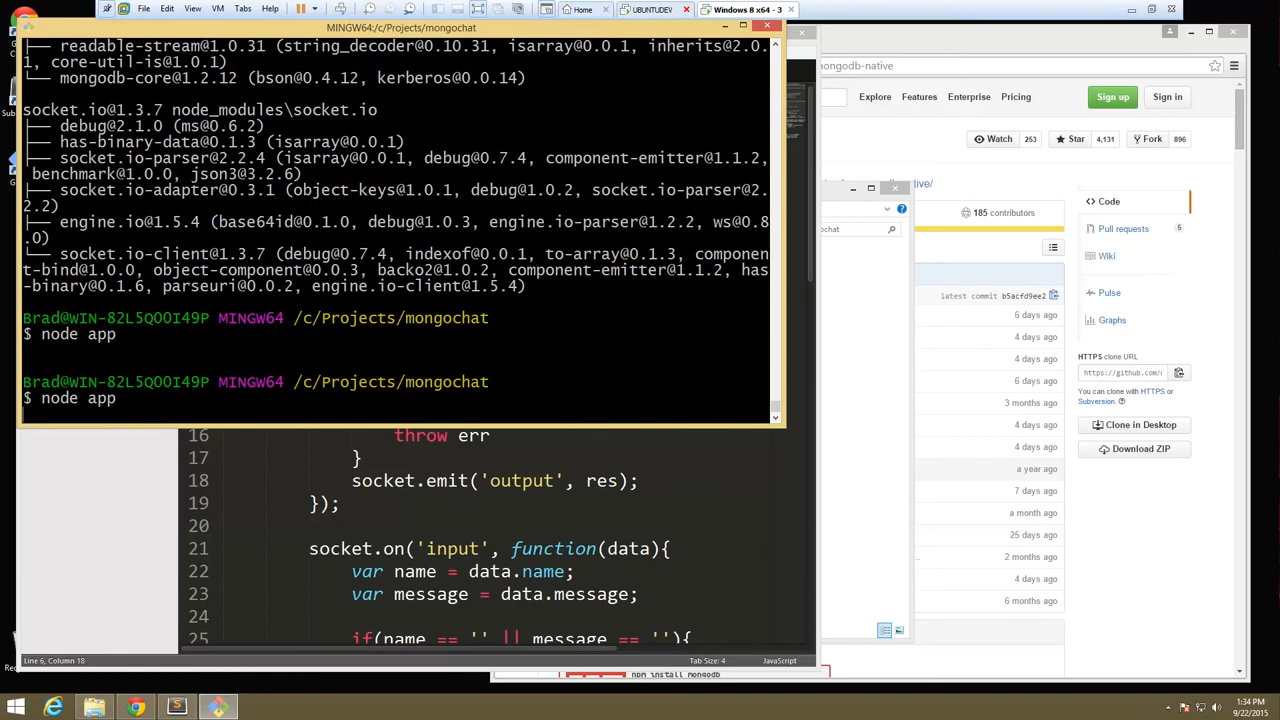 File Edit View VM Tabs Help
Home
UBUNTUDEV
Windows 8 x64 - 3
MINGW64:/c/Projects/mongochat
├── readable-stream@1.0.31 (string_decoder@0.10.31, isarray@0.0.1, inherits@2.0.
1, core-util-is@1.0.1)
└── mongodb-core@1.2.12 (bson@0.4.12, kerberos@0.0.14)
socket.io@1.3.7 node_modules\socket.io
├── debug@2.1.0 (ms@0.6.2)
├── has-binary-data@0.1.3 (isarray@0.0.1)
├── socket.io-parser@2.2.4 (isarray@0.0.1, debug@0.7.4, component-emitter@1.1.2,
benchmark@1.0.0, json3@3.2.6)
├── socket.io-adapter@0.3.1 (object-keys@1.0.1, debug@1.0.2, socket.io-parser@2.
2.2)
├── engine.io@1.5.4 (base64id@0.1.0, debug@1.0.3, engine.io-parser@1.2.2, ws@0.8
.0)
└── socket.io-client@1.3.7 (debug@0.7.4, indexof@0.0.1, to-array@0.1.3, componen
t-bind@1.0.0, object-component@0.0.3, backo2@1.0.2, component-emitter@1.1.2, has
-binary@0.1.6, parseuri@0.0.2, engine.io-client@1.5.4)
Brad@WIN-82L5Q0OI49P MINGW64 /c/Projects/mongochat
$ node app
Brad@WIN-82L5Q0OI49P MINGW64 /c/Projects/mongochat
$ node app
16 throw err
17 }
18 socket.emit('output', res);
19 });
20
21 socket.on('input', function(data){
22 var name = data.name;
23 var message = data.message;
24
25 if(name == '' || message == ''){
Line 6, Column 18
Tab Size: 4
JavaScript
nongodb-native
Explore Features Enterprise Pricing
Sign up
Sign in
Watch 253
Star 4,131
Fork 896
native/
chat
185 contributors
latest commit b5acfd9ee2
6 days ago
4 days ago
4 days ago
6 days ago
3 months ago
4 days ago
4 days ago
a year ago
7 days ago
a month ago
25 days ago
2 months ago
4 days ago
6 months ago
Code
Pull requests 5
Wiki
Pulse
Graphs
HTTPS clone URL
https://github.com/
You can clone with HTTPS or
Subversion.
Clone in Desktop
Download ZIP
npm install mongodb
1:34 PM
9/22/2015